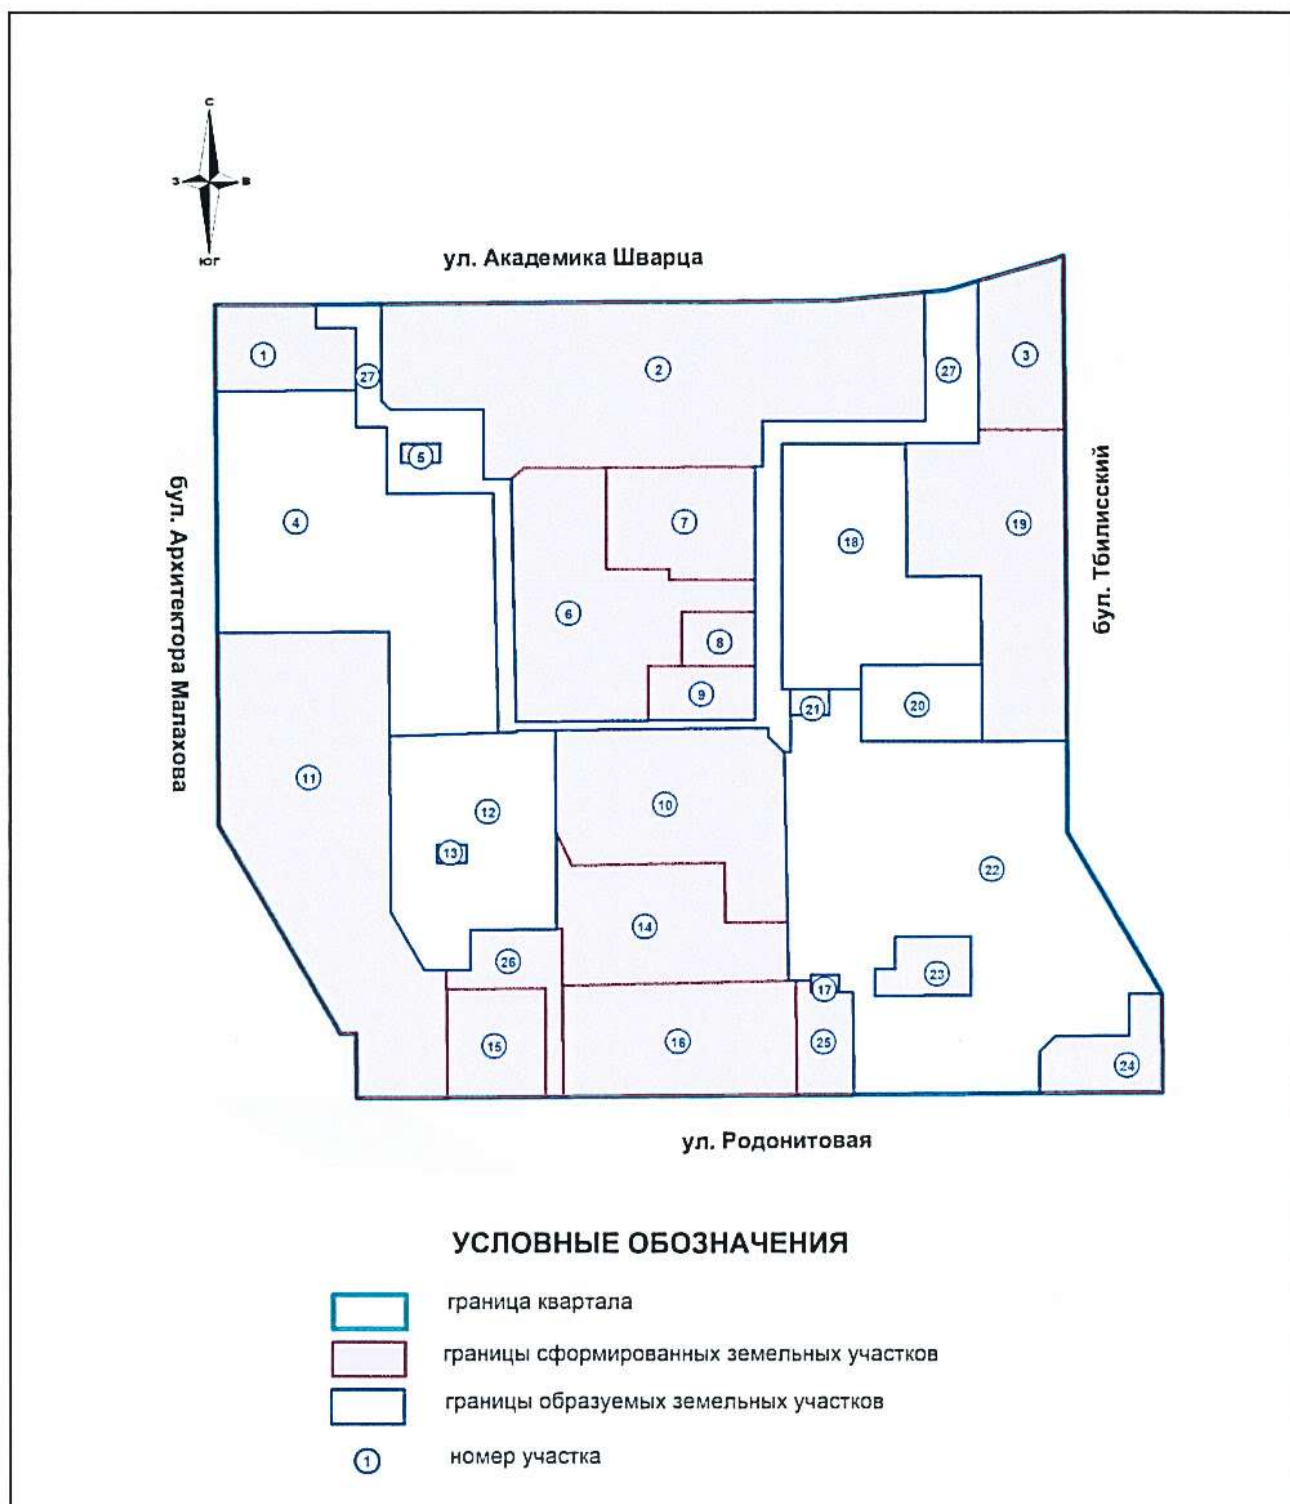 С
З В
ЮГ
ул. Академика Шварца
1
2
3
27
27
5
4
7
18
19
6
8
9
21
20
бул. Архитектора Малахова
бул. Тбилисский
11
10
12
13
22
14
26
23
17
15
16
25
24
ул. Родонитовая
УСЛОВНЫЕ ОБОЗНАЧЕНИЯ
граница квартала
границы сформированных земельных участков
границы образуемых земельных участков
1 номер участка